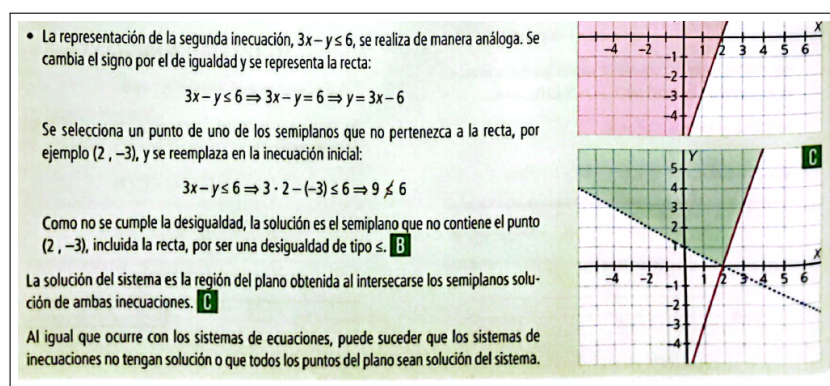 • La representación de la segunda inecuación, 3x – y ≤ 6, se realiza de manera análoga. Se
cambia el signo por el de igualdad y se representa la recta:
3x – y ≤ 6 ⇒ 3x – y = 6 ⇒ y = 3x – 6
Se selecciona un punto de uno de los semiplanos que no pertenezca a la recta, por
ejemplo (2 , –3), y se reemplaza en la inecuación inicial:
3x – y ≤ 6 ⇒ 3 · 2 – (–3) ≤ 6 ⇒ 9 ≰ 6
Como no se cumple la desigualdad, la solución es el semiplano que no contiene el punto
(2 , –3), incluida la recta, por ser una desigualdad de tipo ≤. B
La solución del sistema es la región del plano obtenida al intersecarse los semiplanos solu-
ción de ambas inecuaciones. C
Al igual que ocurre con los sistemas de ecuaciones, puede suceder que los sistemas de
inecuaciones no tengan solución o que todos los puntos del plano sean solución del sistema.
X
–4 –2 1 2 3 4 5 6
–1
–2
–3
–4
C
Y
5
4
3
2
1
X
–4 –2 1 2 3 4 5 6
–1
–2
–3
–4